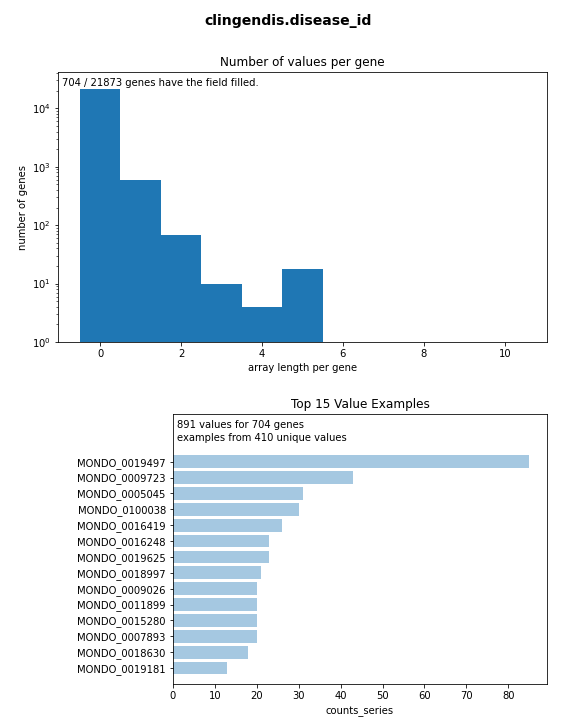 clingendis.disease_id
Number of values per gene
704 / 21873 genes have the field filled.
number of genes
10^4
10^3
10^2
10^1
10^0
0 2 4 6 8 10
array length per gene
Top 15 Value Examples
891 values for 704 genes
examples from 410 unique values
MONDO_0019497
MONDO_0009723
MONDO_0005045
MONDO_0100038
MONDO_0016419
MONDO_0016248
MONDO_0019625
MONDO_0018997
MONDO_0009026
MONDO_0011899
MONDO_0015280
MONDO_0007893
MONDO_0018630
MONDO_0019181
0 10 20 30 40 50 60 70 80
counts_series